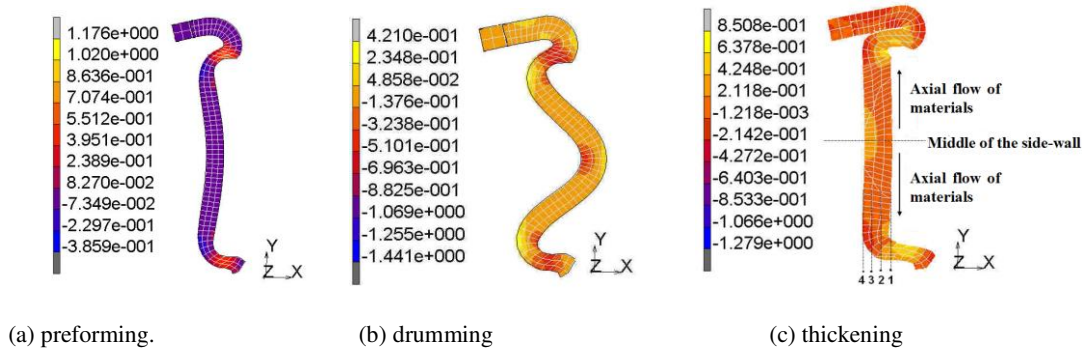 1.176e+000
1.020e+000
8.636e-001
7.074e-001
5.512e-001
3.951e-001
2.389e-001
8.270e-002
-7.349e-002
-2.297e-001
-3.859e-001
Y
Z X
4.210e-001
2.348e-001
4.858e-002
-1.376e-001
-3.238e-001
-5.101e-001
-6.963e-001
-8.825e-001
-1.069e+000
-1.255e+000
-1.441e+000
Y
Z X
8.508e-001
6.378e-001
4.248e-001
2.118e-001
-1.218e-003
-2.142e-001
-4.272e-001
-6.403e-001
-8.533e-001
-1.066e+000
-1.279e+000
Axial flow of
materials
Middle of the side-wall
Axial flow of
materials
Y
Z X
4 3 2 1
(a) preforming.
(b) drumming
(c) thickening